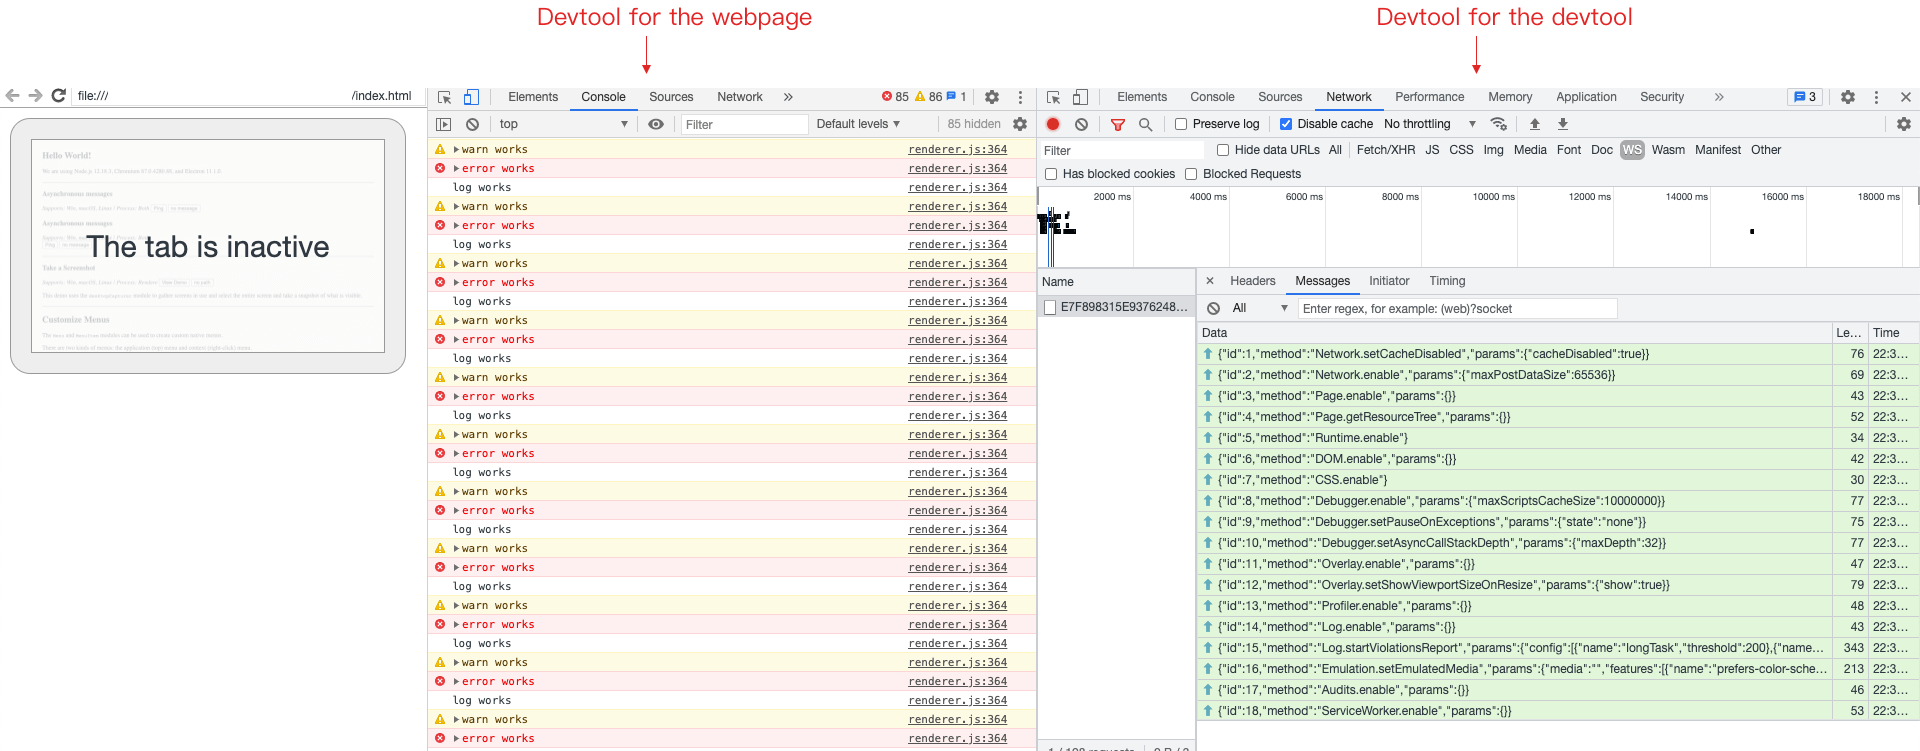 Devtool for the webpage
Devtool for the devtool
file:///
/index.html
Hello World!
Asynchronous messages
Asynchronous messages
The tab is inactive
Take a Screenshot
Customize Menus
Elements Console Sources Network » 85 86 1
top Filter Default levels 85 hidden
warn works renderer.js:364
error works renderer.js:364
log works renderer.js:364
warn works renderer.js:364
error works renderer.js:364
log works renderer.js:364
warn works renderer.js:364
error works renderer.js:364
log works renderer.js:364
warn works renderer.js:364
error works renderer.js:364
log works renderer.js:364
warn works renderer.js:364
error works renderer.js:364
log works renderer.js:364
warn works renderer.js:364
error works renderer.js:364
log works renderer.js:364
warn works renderer.js:364
error works renderer.js:364
log works renderer.js:364
warn works renderer.js:364
error works renderer.js:364
log works renderer.js:364
warn works renderer.js:364
error works renderer.js:364
log works renderer.js:364
warn works renderer.js:364
error works renderer.js:364
log works renderer.js:364
warn works renderer.js:364
error works renderer.js:364
Elements Console Sources Network Performance Memory Application Security » 3
Preserve log Disable cache No throttling
Filter Hide data URLs All Fetch/XHR JS CSS Img Media Font Doc WS Wasm Manifest Other
Has blocked cookies Blocked Requests
2000 ms 4000 ms 6000 ms 8000 ms 10000 ms 12000 ms 14000 ms 16000 ms 18000 ms
Name
E7F898315E9376248...
Headers Messages Initiator Timing
All Enter regex, for example: (web)?socket
Data Le... Time
{"id":1,"method":"Network.setCacheDisabled","params":{"cacheDisabled":true}} 76 22:3...
{"id":2,"method":"Network.enable","params":{"maxPostDataSize":65536}} 69 22:3...
{"id":3,"method":"Page.enable","params":{}} 43 22:3...
{"id":4,"method":"Page.getResourceTree","params":{}} 52 22:3...
{"id":5,"method":"Runtime.enable"} 34 22:3...
{"id":6,"method":"DOM.enable","params":{}} 42 22:3...
{"id":7,"method":"CSS.enable"} 30 22:3...
{"id":8,"method":"Debugger.enable","params":{"maxScriptsCacheSize":10000000}} 77 22:3...
{"id":9,"method":"Debugger.setPauseOnExceptions","params":{"state":"none"}} 75 22:3...
{"id":10,"method":"Debugger.setAsyncCallStackDepth","params":{"maxDepth":32}} 77 22:3...
{"id":11,"method":"Overlay.enable","params":{}} 47 22:3...
{"id":12,"method":"Overlay.setShowViewportSizeOnResize","params":{"show":true}} 79 22:3...
{"id":13,"method":"Profiler.enable","params":{}} 48 22:3...
{"id":14,"method":"Log.enable","params":{}} 43 22:3...
{"id":15,"method":"Log.startViolationsReport","params":{"config":[{"name":"longTask","threshold":200},{"name... 343 22:3...
{"id":16,"method":"Emulation.setEmulatedMedia","params":{"media":"","features":[{"name":"prefers-color-sche... 213 22:3...
{"id":17,"method":"Audits.enable","params":{}} 46 22:3...
{"id":18,"method":"ServiceWorker.enable","params":{}} 53 22:3...